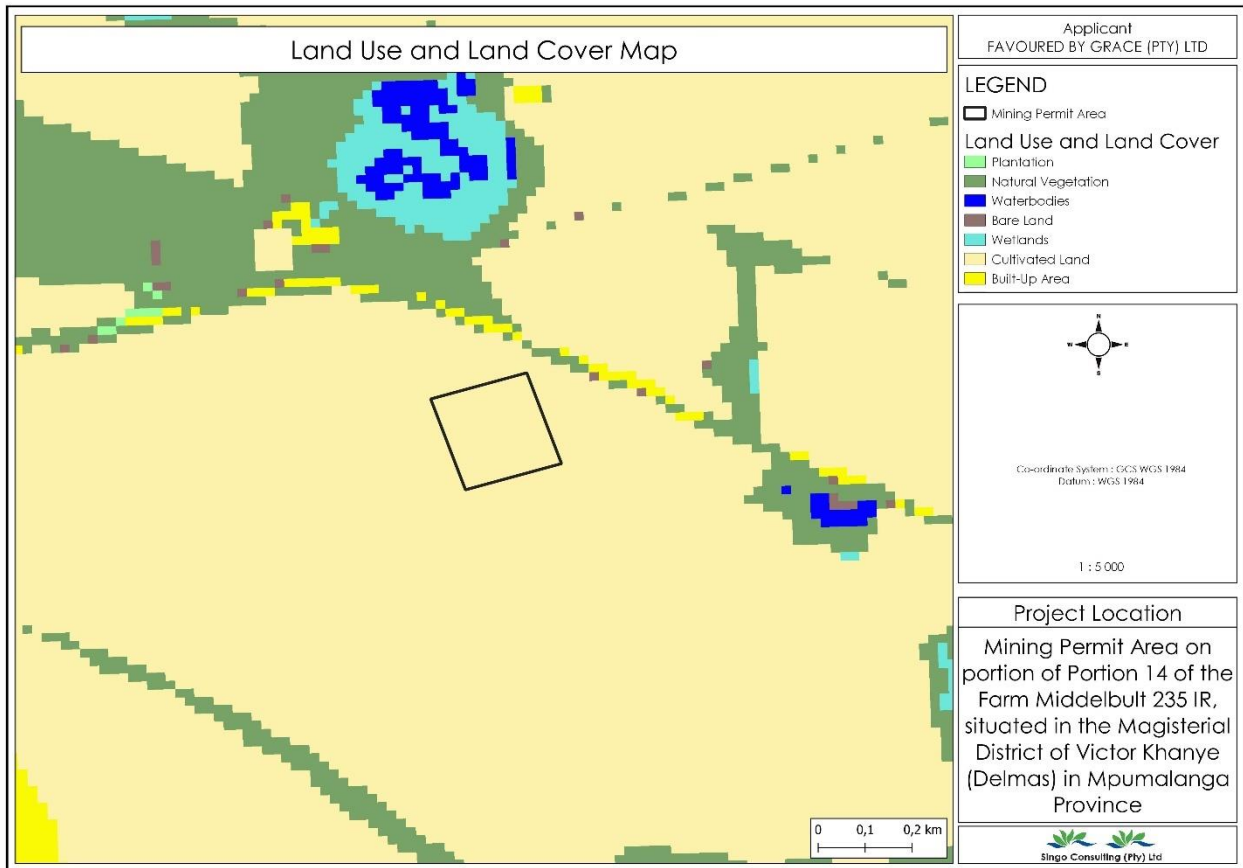 Land Use and Land Cover Map
Applicant
FAVOURED BY GRACE (PTY) LTD
LEGEND
Mining Permit Area
Land Use and Land Cover
Plantation
Natural Vegetation
Waterbodies
Bare Land
Wetlands
Cultivated Land
Built-Up Area
N
W E
S
Co-ordinate System : GCS WGS 1984
Datum : WGS 1984
1 : 5 000
Project Location
Mining Permit Area on
portion of Portion 14 of the
Farm Middelbult 235 IR,
situated in the Magisterial
District of Victor Khanye
(Delmas) in Mpumalanga
Province
0 0,1 0,2 km
Singo Consulting (Pty) Ltd